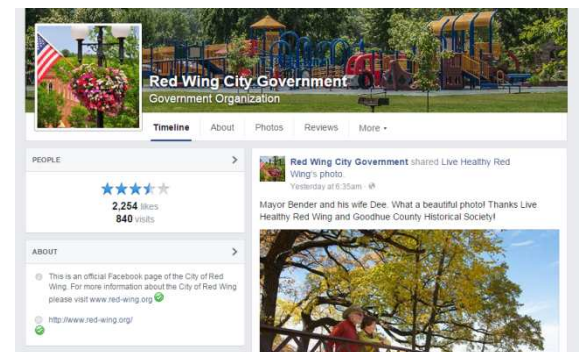 Red Wing City Government
Government Organization
Timeline About Photos Reviews More
PEOPLE >
2,254 likes
840 visits
ABOUT >
This is an official Facebook page of the City of Red
Wing. For more information about the City of Red Wing
please visit www.red-wing.org
http://www.red-wing.org/
Red Wing City Government shared Live Healthy Red
Wing's photo.
Yesterday at 6:35am ·
Mayor Bender and his wife Dee. What a beautiful photo! Thanks Live
Healthy Red Wing and Goodhue County Historical Society!